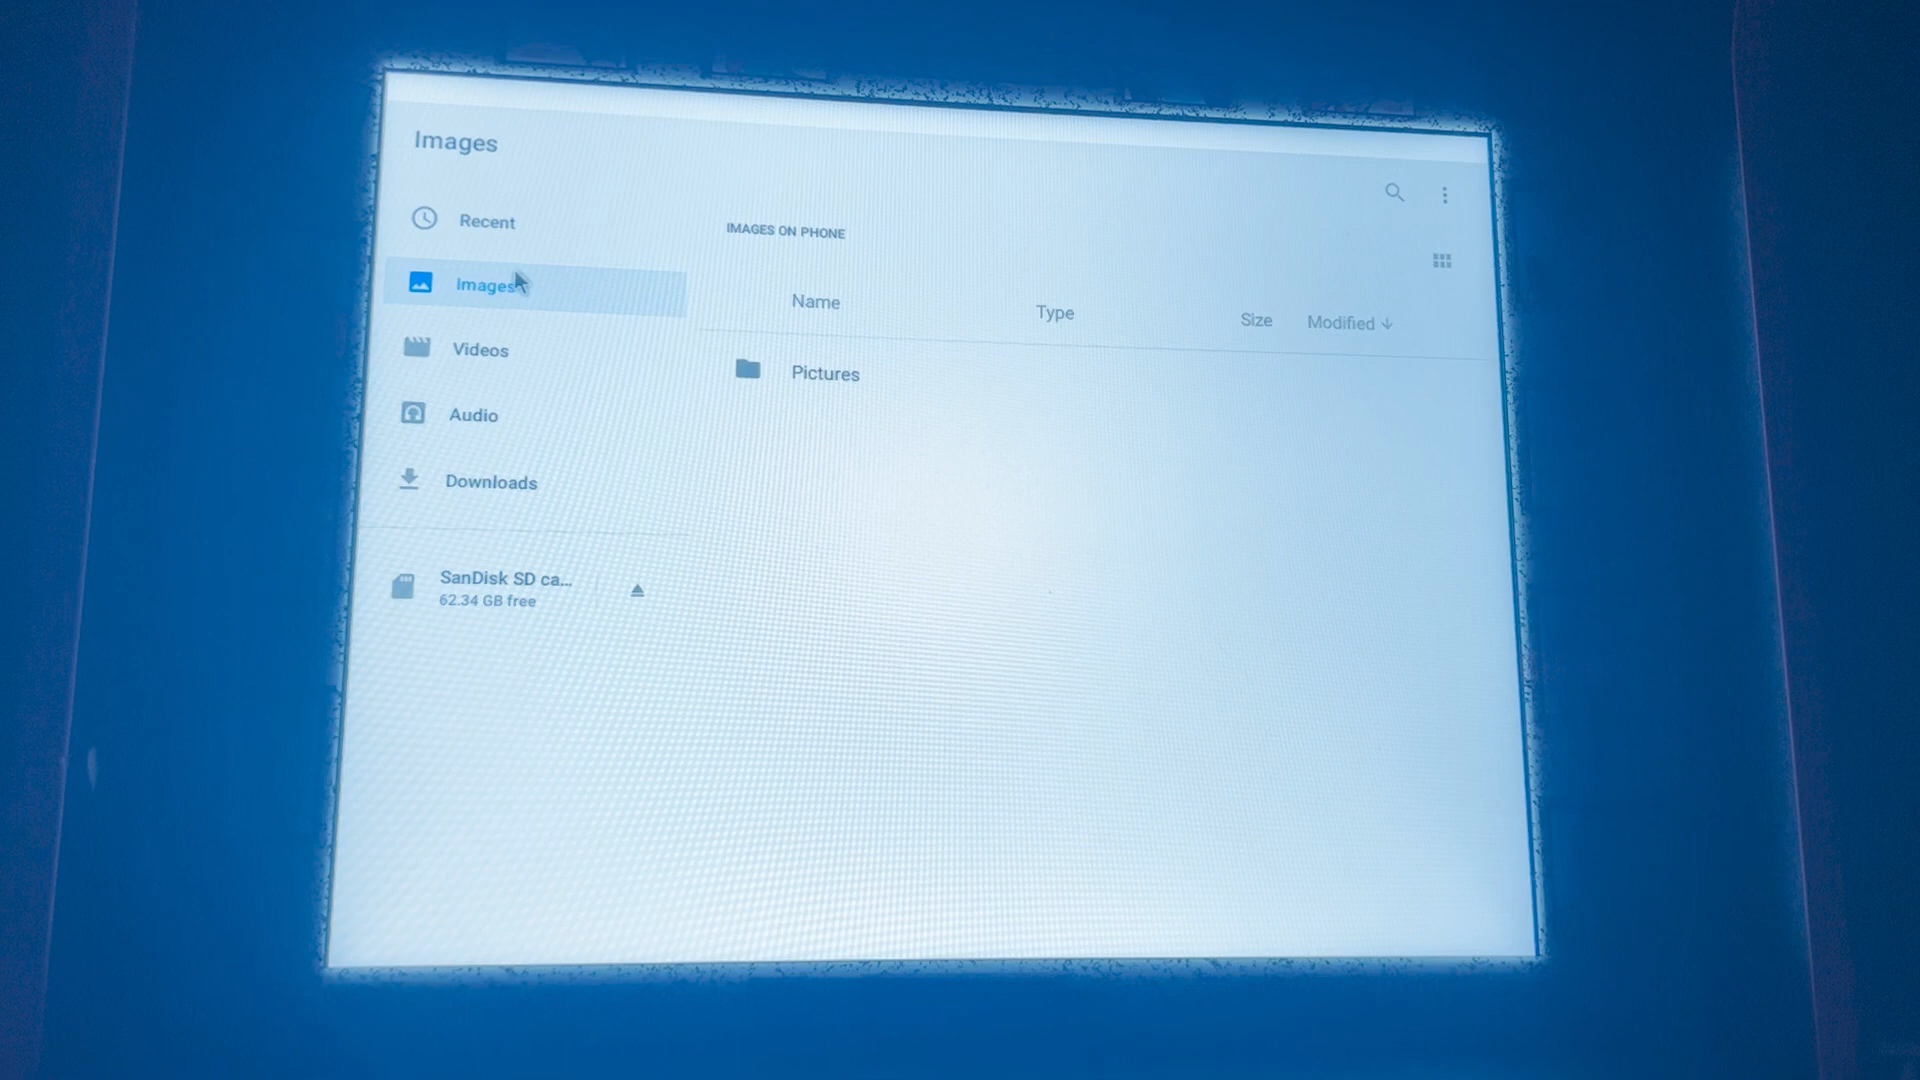 Images
Recent
Images
Videos
Audio
Downloads
SanDisk SD ca...
62.34 GB free
IMAGES ON PHONE
Name Type Size Modified
Pictures